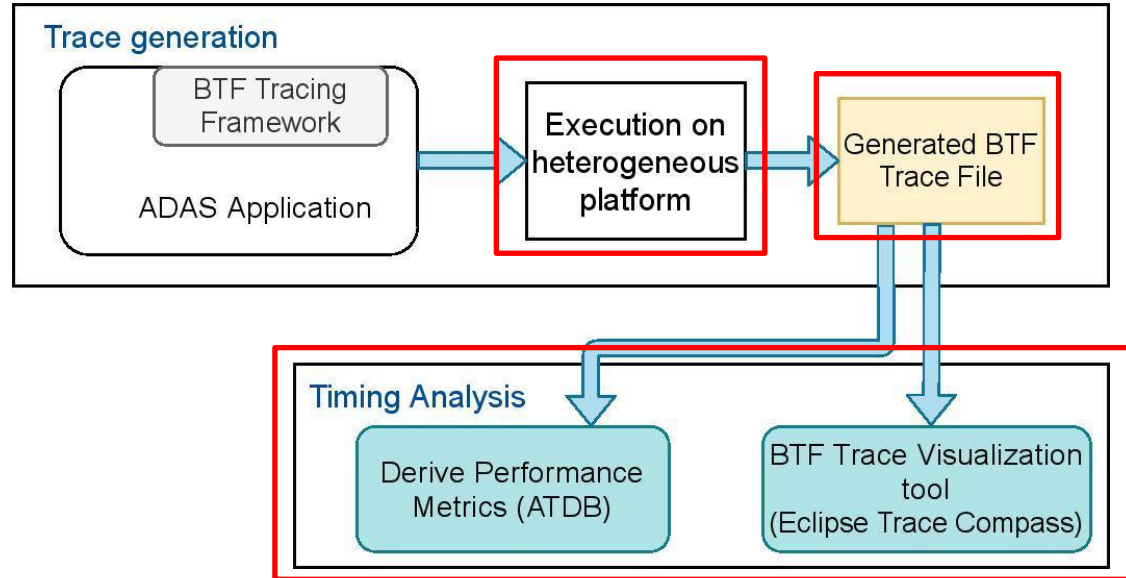 Trace generation
BTF Tracing
Framework
ADAS Application
Execution on
heterogeneous
platform
Generated BTF
Trace File
Timing Analysis
Derive Performance
Metrics (ATDB)
BTF Trace Visualization
tool
(Eclipse Trace Compass)